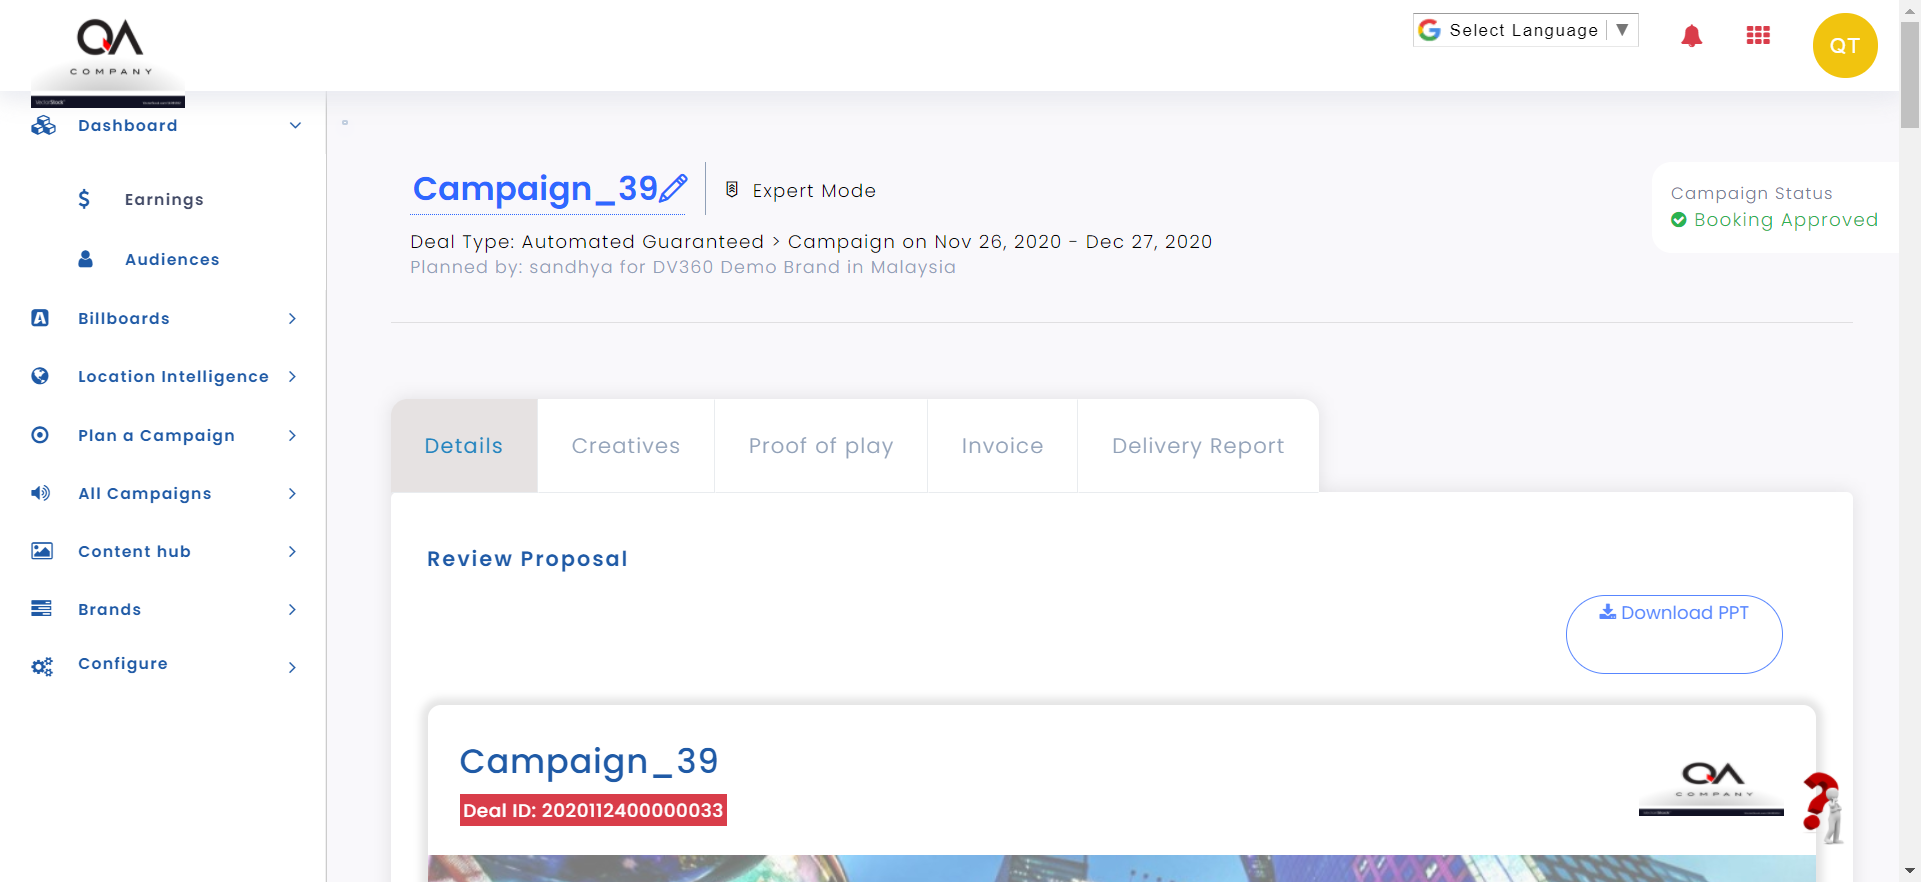 QA
COMPANY
Select Language ▼
QT
Dashboard
Earnings
Audiences
Billboards
Location Intelligence
Plan a Campaign
All Campaigns
Content hub
Brands
Configure
Campaign_39
Expert Mode
Deal Type: Automated Guaranteed > Campaign on Nov 26, 2020 - Dec 27, 2020
Planned by: sandhya for DV360 Demo Brand in Malaysia
Campaign Status
Booking Approved
Details
Creatives
Proof of play
Invoice
Delivery Report
Review Proposal
Download PPT
Campaign_39
Deal ID: 2020112400000033
QA
COMPANY